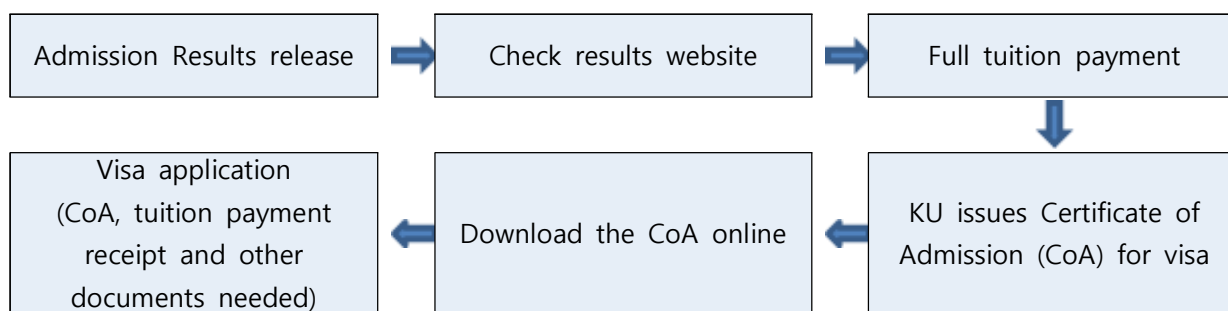 Admission Results release
Check results website
Full tuition payment
KU issues Certificate of
Admission (CoA) for visa
Download the CoA online
Visa application
(CoA, tuition payment
receipt and other
documents needed)